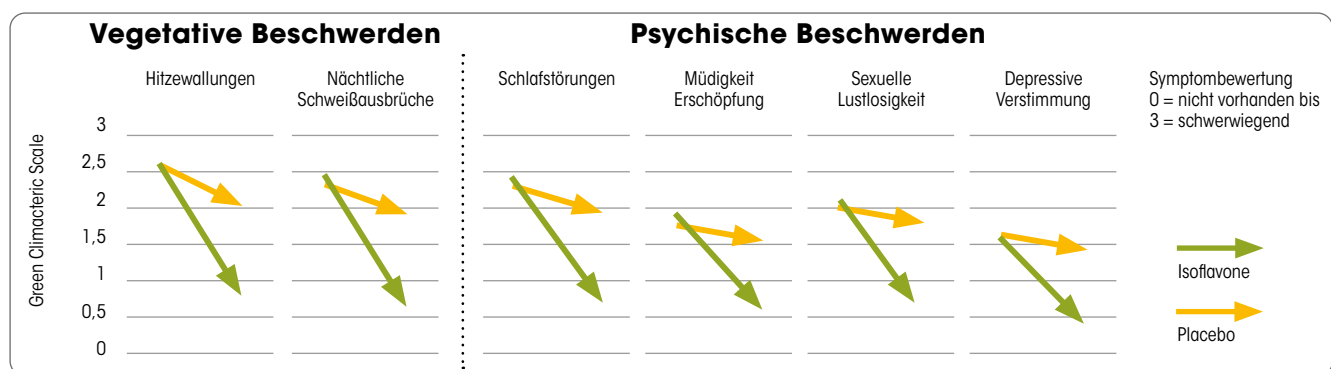 Vegetative Beschwerden
Psychische Beschwerden
Hitzewallungen
Nächtliche
Schweißausbrüche
Schlafstörungen
Müdigkeit
Erschöpfung
Sexuelle
Lustlosigkeit
Depressive
Verstimmung
Symptombewertung
0 = nicht vorhanden bis
3 = schwerwiegend
Green Climacteric Scale
3
2,5
2
1,5
1
0,5
0
Isoflavone
Placebo